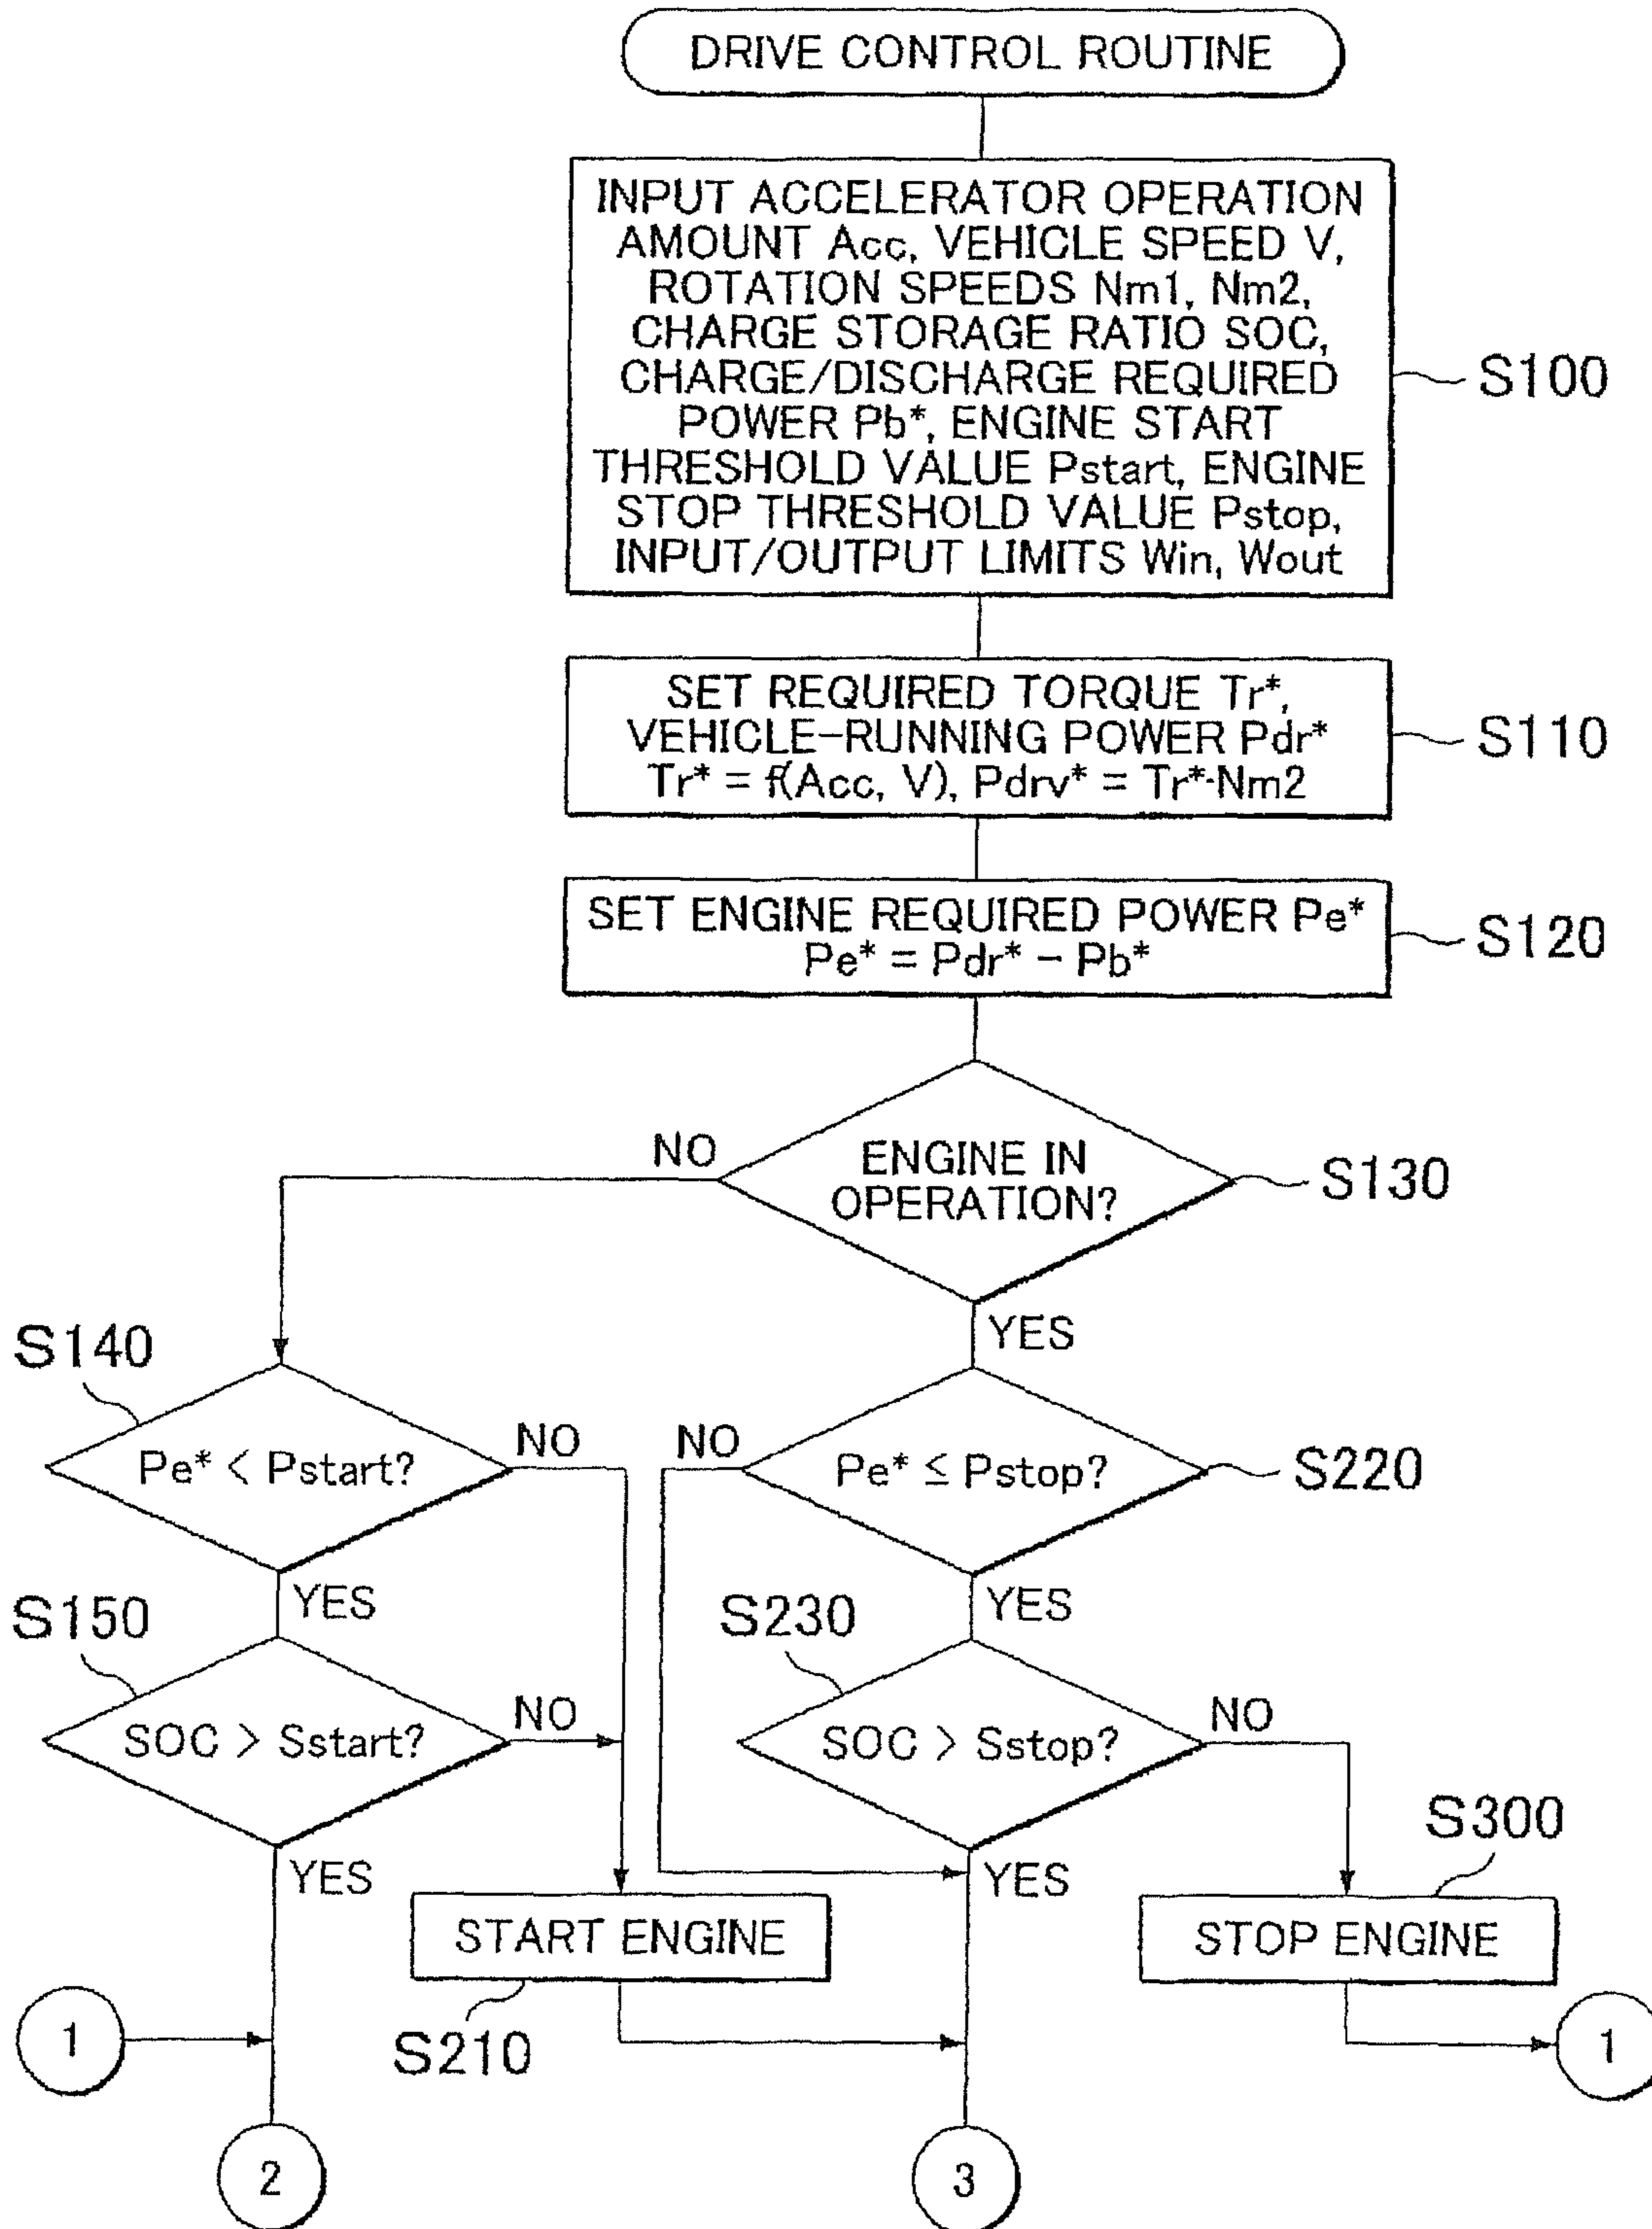 DRIVE CONTROL ROUTINE
INPUT ACCELERATOR OPERATION
AMOUNT Acc, VEHICLE SPEED V,
ROTATION SPEEDS Nm1, Nm2,
CHARGE STORAGE RATIO SOC,
CHARGE/DISCHARGE REQUIRED
POWER Pb*, ENGINE START
THRESHOLD VALUE Pstart, ENGINE
STOP THRESHOLD VALUE Pstop,
INPUT/OUTPUT LIMITS Win, Wout
S100
SET REQUIRED TORQUE Tr*,
VEHICLE-RUNNING POWER Pdr*
Tr* = f(Acc, V), Pdrv* = Tr*·Nm2
S110
SET ENGINE REQUIRED POWER Pe*
Pe* = Pdr* - Pb*
S120
ENGINE IN
OPERATION?
S130
NO
YES
S140
Pe* < Pstart?
NO
YES
NO
Pe* ≤ Pstop?
S220
YES
S150
SOC > Sstart?
NO
YES
S230
SOC > Sstop?
NO
YES
S300
START ENGINE
S210
STOP ENGINE
1
1
2
3